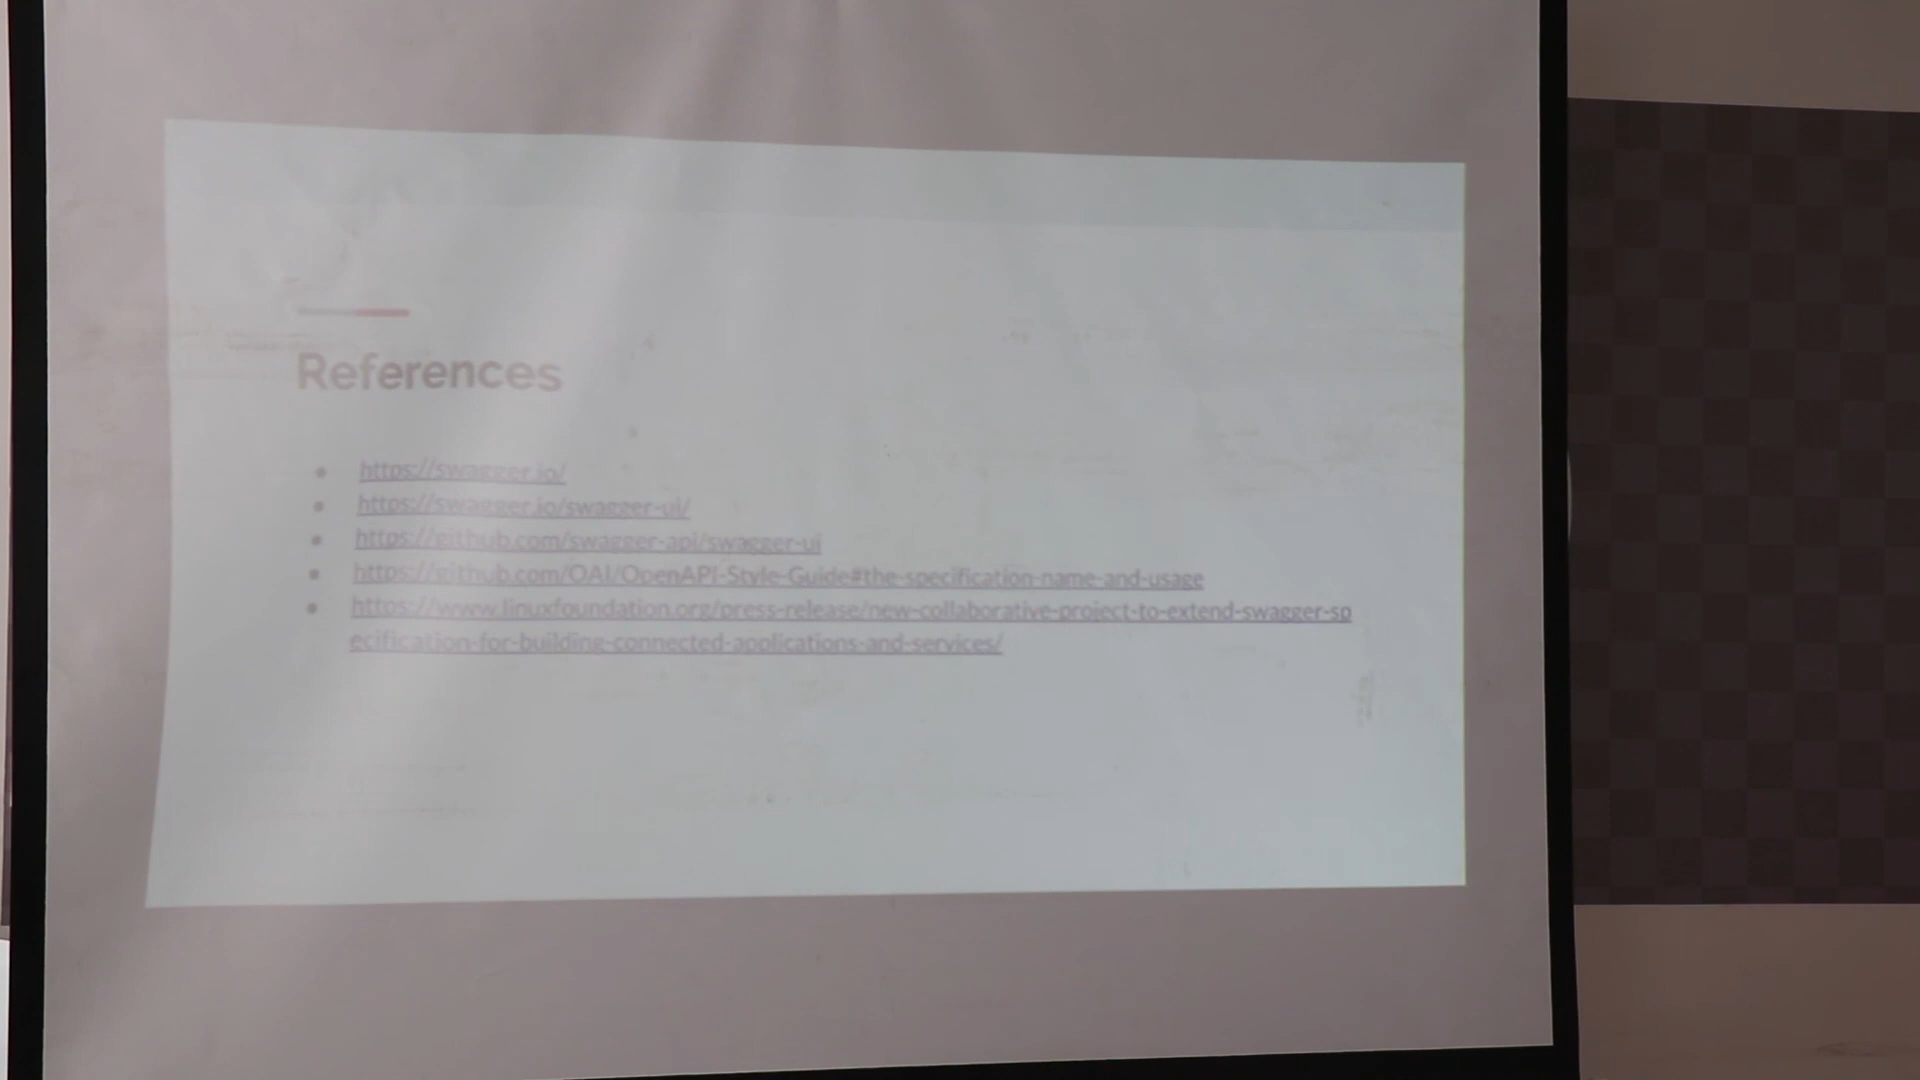 References
https://swagger.io/
https://swagger.io/swagger-ui/
https://github.com/swagger-api/swagger-ui
https://github.com/OAI/OpenAPI-Style-Guide#the-specification-name-and-usage
https://www.linuxfoundation.org/press-release/new-collaborative-project-to-extend-swagger-sp
ecification-for-building-connected-applications-and-services/